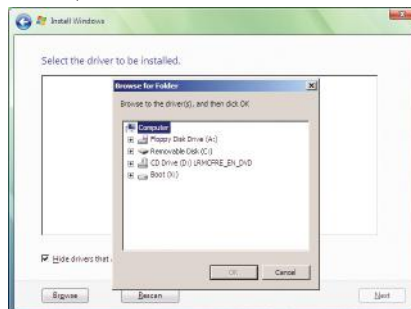 Install Windows
Select the driver to be installed.
Browse for Folder
Browse to the driver(s), and then click OK
Computer
Floppy Disk Drive (A:)
Removable Disk (C:)
CD Drive (D:) LRMCFRE_EN_DVD
Boot (X:)
Hide drivers that
OK
Cancel
Browse
Rescan
Next